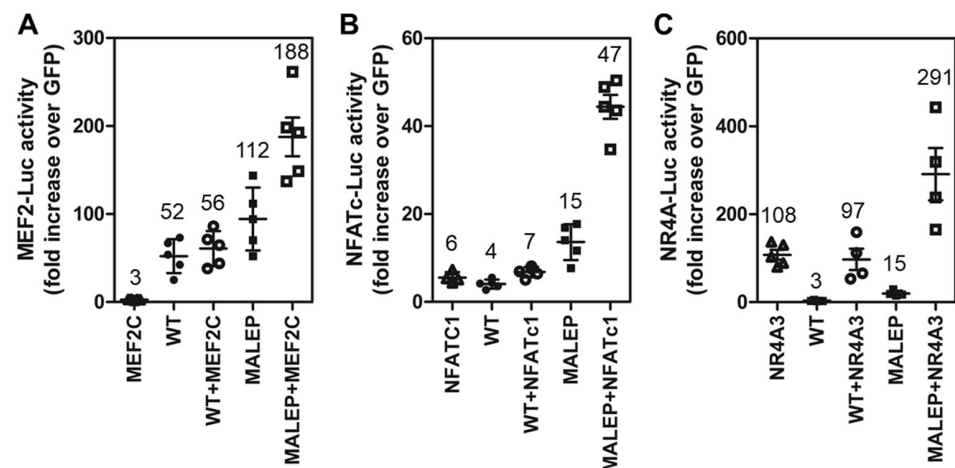 A
MEF2-Luc activity
(fold increase over GFP)
300
200
100
0
3
52
56
112
188
MEF2C
WT
WT+MEF2C
MALEP
MALEP+MEF2C
B
NFATc-Luc activity
(fold increase over GFP)
60
40
20
0
6
4
7
15
47
NFATC1
WT
WT+NFATc1
MALEP
MALEP+NFATc1
C
NR4A-Luc activity
(fold increase over GFP)
600
400
200
0
108
3
97
15
291
NR4A3
WT
WT+NR4A3
MALEP
MALEP+NR4A3